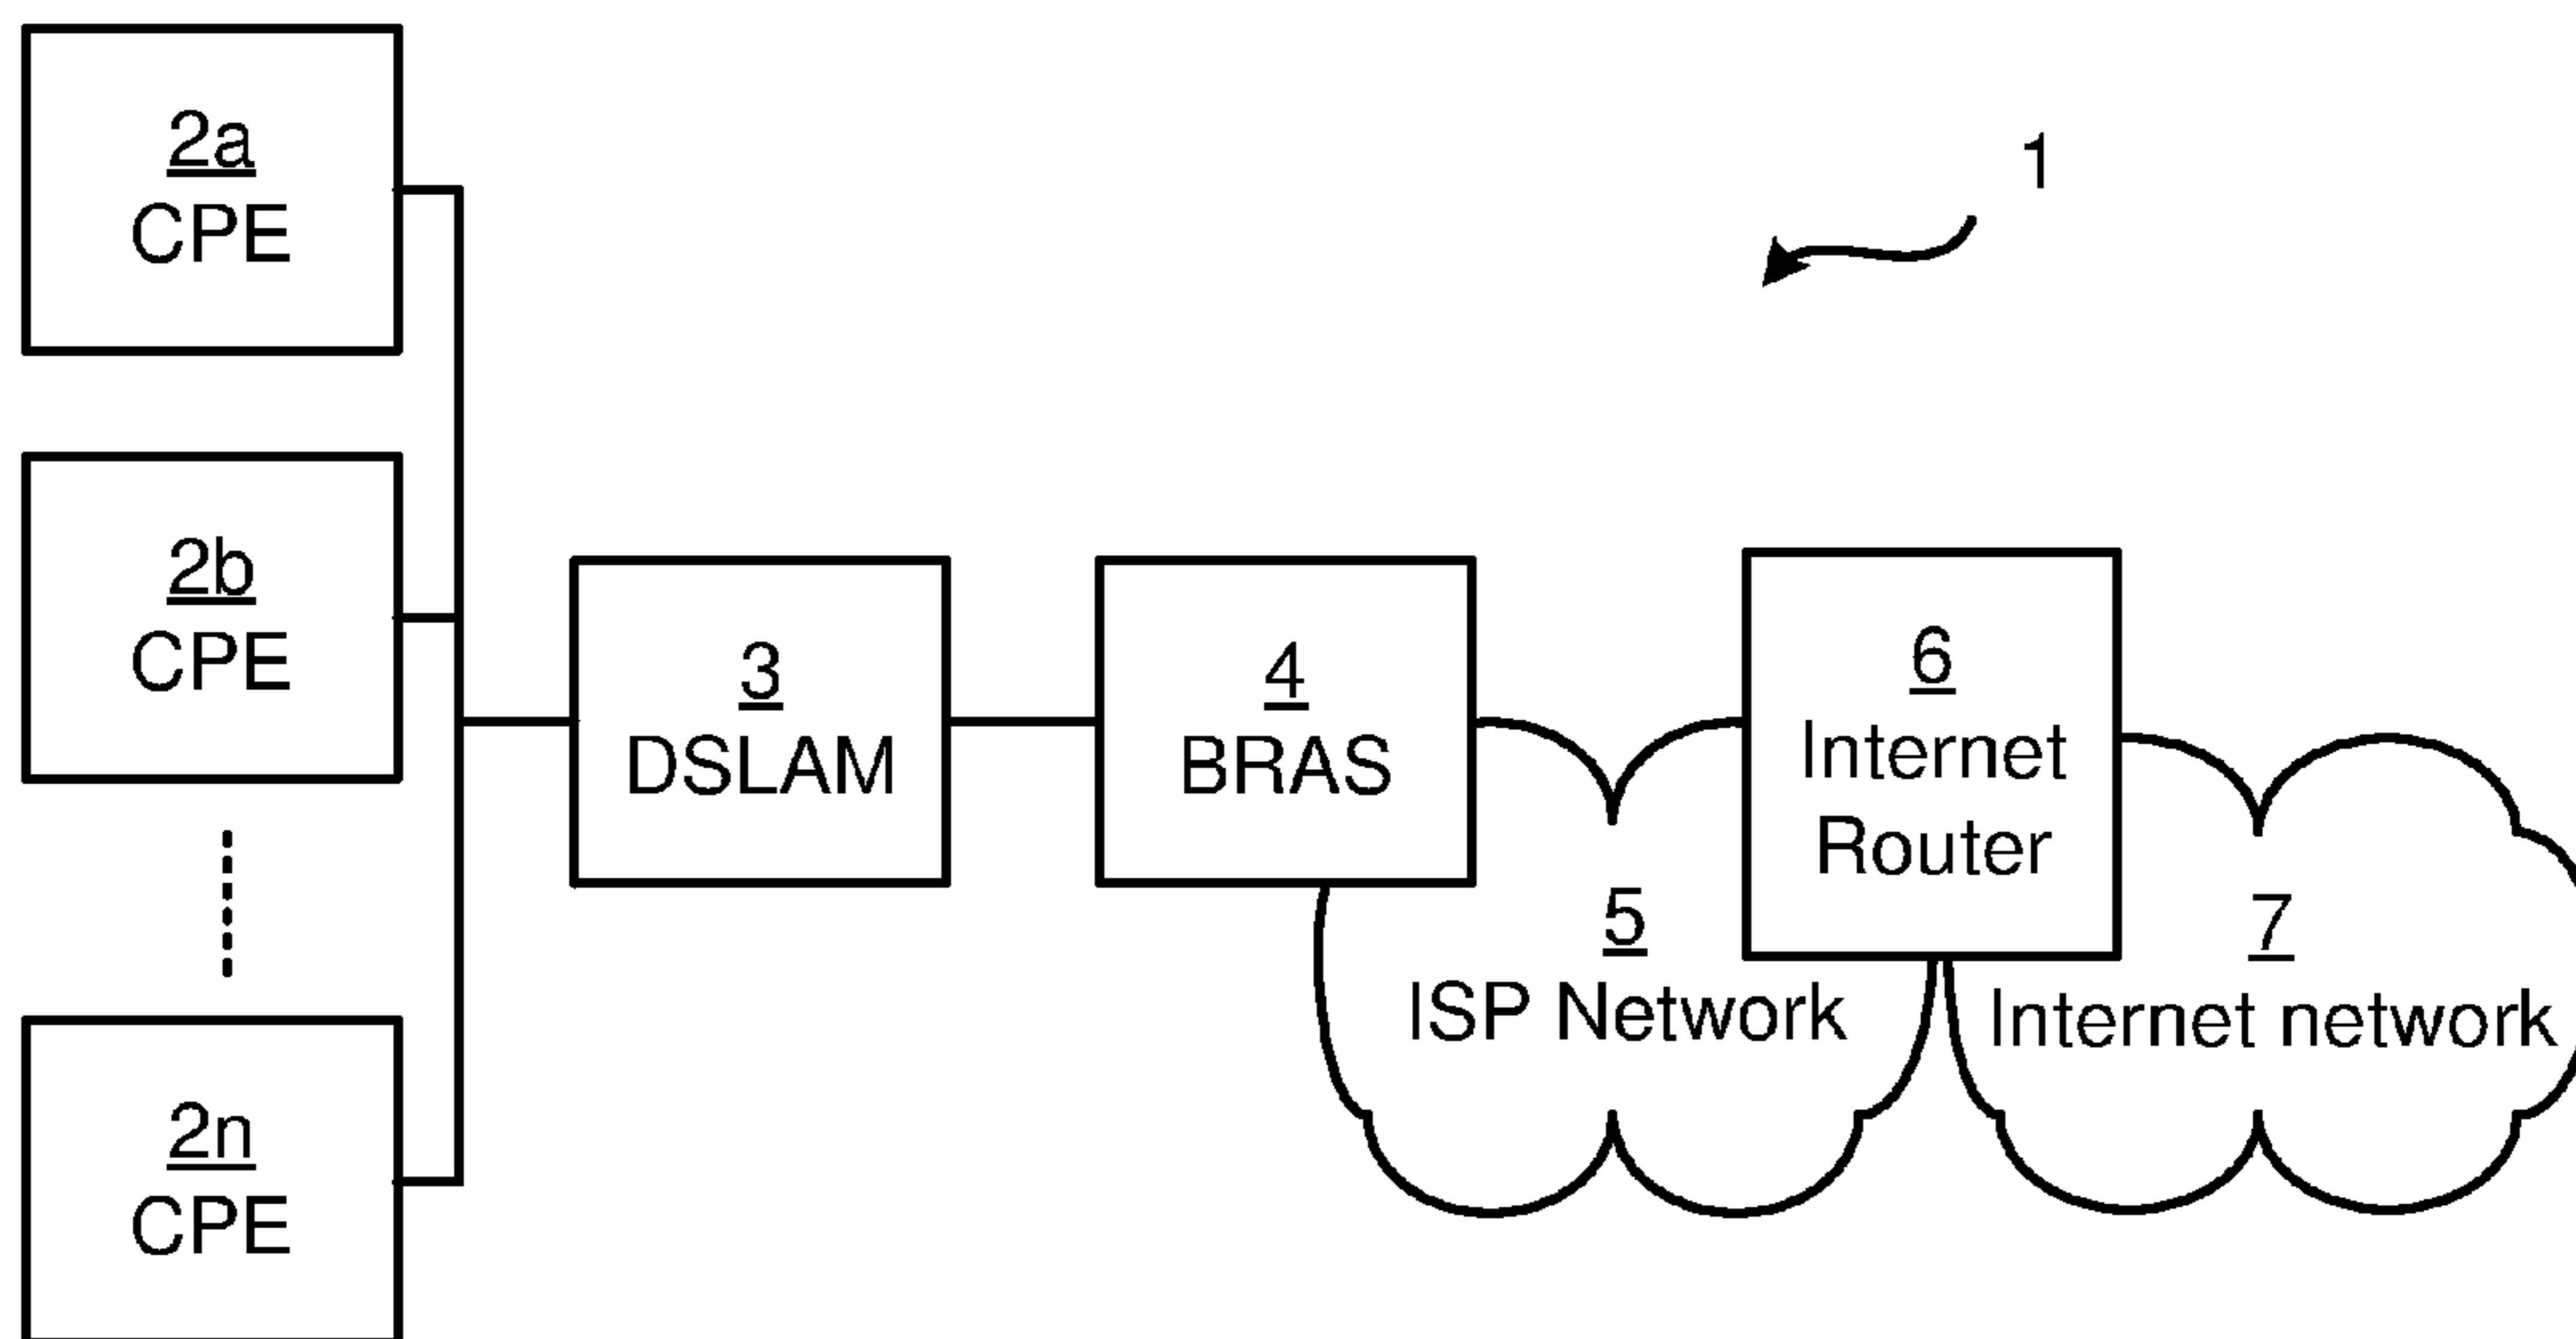 2a
CPE
1
2b
CPE
3
DSLAM
4
BRAS
6
Internet
Router
5
ISP Network
7
Internet network
2n
CPE